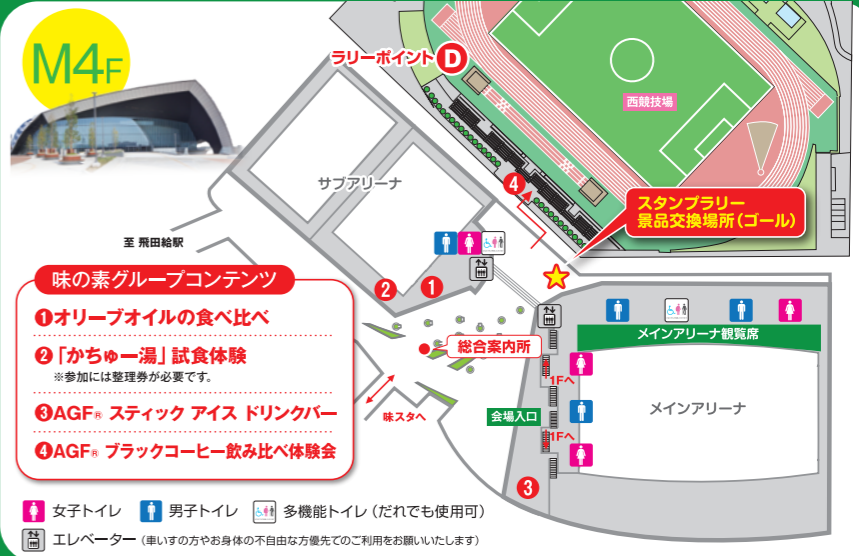 M4F
ラリーポイント D
西競技場
サブアリーナ
4
スタンプラリー
景品交換場所(ゴール)
至 飛田給駅
味の素グループコンテンツ
❶オリーブオイルの食べ比べ
❷「かちゅー湯」試食体験
※参加には整理券が必要です。
❸AGF® スティック アイス ドリンクバー
❹AGF® ブラックコーヒー飲み比べ体験会
2
1
総合案内所
味スタへ
メインアリーナ観覧席
1Fへ
会場入口
メインアリーナ
1Fへ
3
女子トイレ 男子トイレ 多機能トイレ(だれでも使用可)
エレベーター(車いすの方やお身体の不自由な方優先でのご利用をお願いいたします)